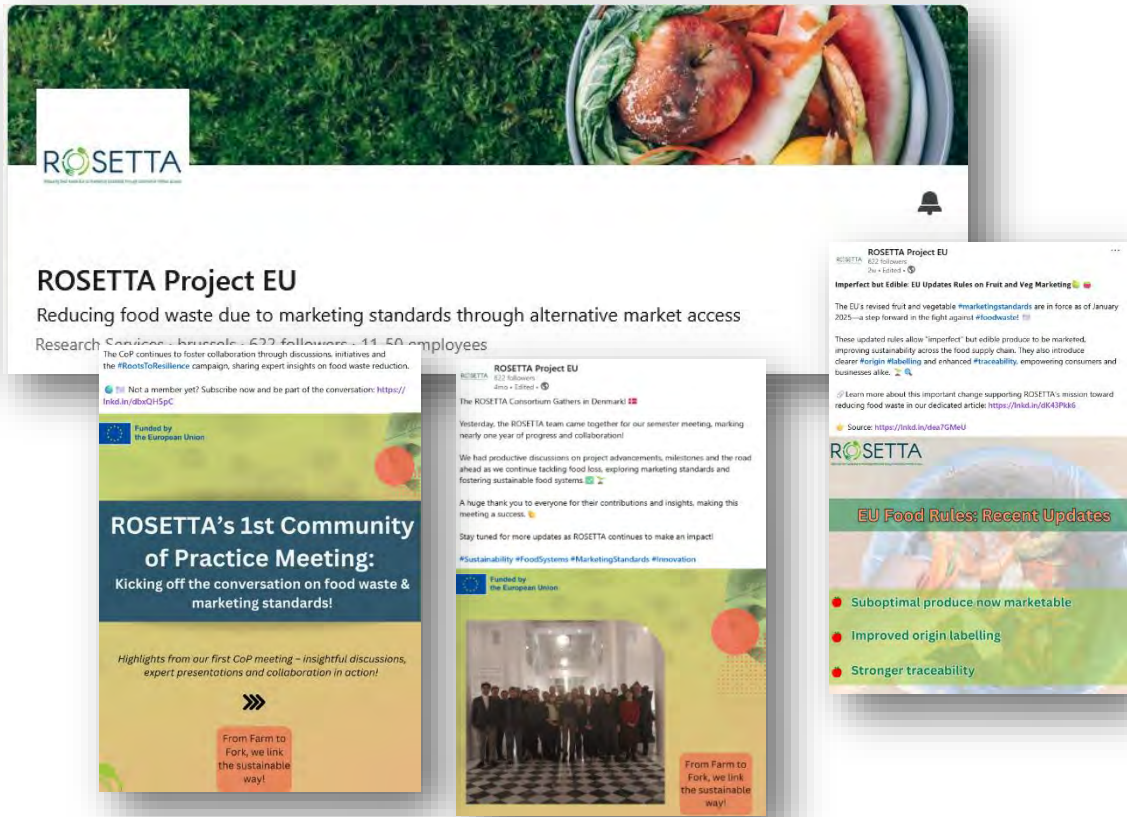 ROSETTA
ROSETTA Project EU
Reducing food waste due to marketing standards through alternative market access
Research Services · brussels · 622 followers · 11-50 employees
The CoP continues to foster collaboration through discussions, initiatives and
the #RootsToResilience campaign, sharing expert insights on food waste reduction.
Not a member yet? Subscribe now and be part of the conversation: https://
lnkd.in/dbxQH5pC
Funded by
the European Union
ROSETTA's 1st Community
of Practice Meeting:
Kicking off the conversation on food waste &
marketing standards!
Highlights from our first CoP meeting – insightful discussions,
expert presentations and collaboration in action!
From Farm to
Fork, we link
the sustainable
way!
ROSETTA
ROSETTA Project EU
622 followers
4mo • Edited •
The ROSETTA Consortium Gathers in Denmark!
Yesterday, the ROSETTA team came together for our semester meeting, marking
nearly one year of progress and collaboration!
We had productive discussions on project advancements, milestones and the road
ahead as we continue tackling food loss, exploring marketing standards and
fostering sustainable food systems.
A huge thank you to everyone for their contributions and insights, making this
meeting a success.
Stay tuned for more updates as ROSETTA continues to make an impact!
#Sustainability #FoodSystems #MarketingStandards #Innovation
Funded by
the European Union
From Farm to
Fork, we link
the sustainable
way!
ROSETTA
ROSETTA Project EU
622 followers
2w • Edited •
Imperfect but Edible: EU Updates Rules on Fruit and Veg Marketing
The EU's revised fruit and vegetable #marketingstandards are in force as of January
2025—a step forward in the fight against #foodwaste!
These updated rules allow "imperfect" but edible produce to be marketed,
improving sustainability across the food supply chain. They also introduce
clearer #origin #labelling and enhanced #traceability, empowering consumers and
businesses alike.
Learn more about this important change supporting ROSETTA's mission toward
reducing food waste in our dedicated article: https://lnkd.in/dK43Pkk6
Source: https://lnkd.in/dea7GMeU
ROSETTA
EU Food Rules: Recent Updates
Suboptimal produce now marketable
Improved origin labelling
Stronger traceability